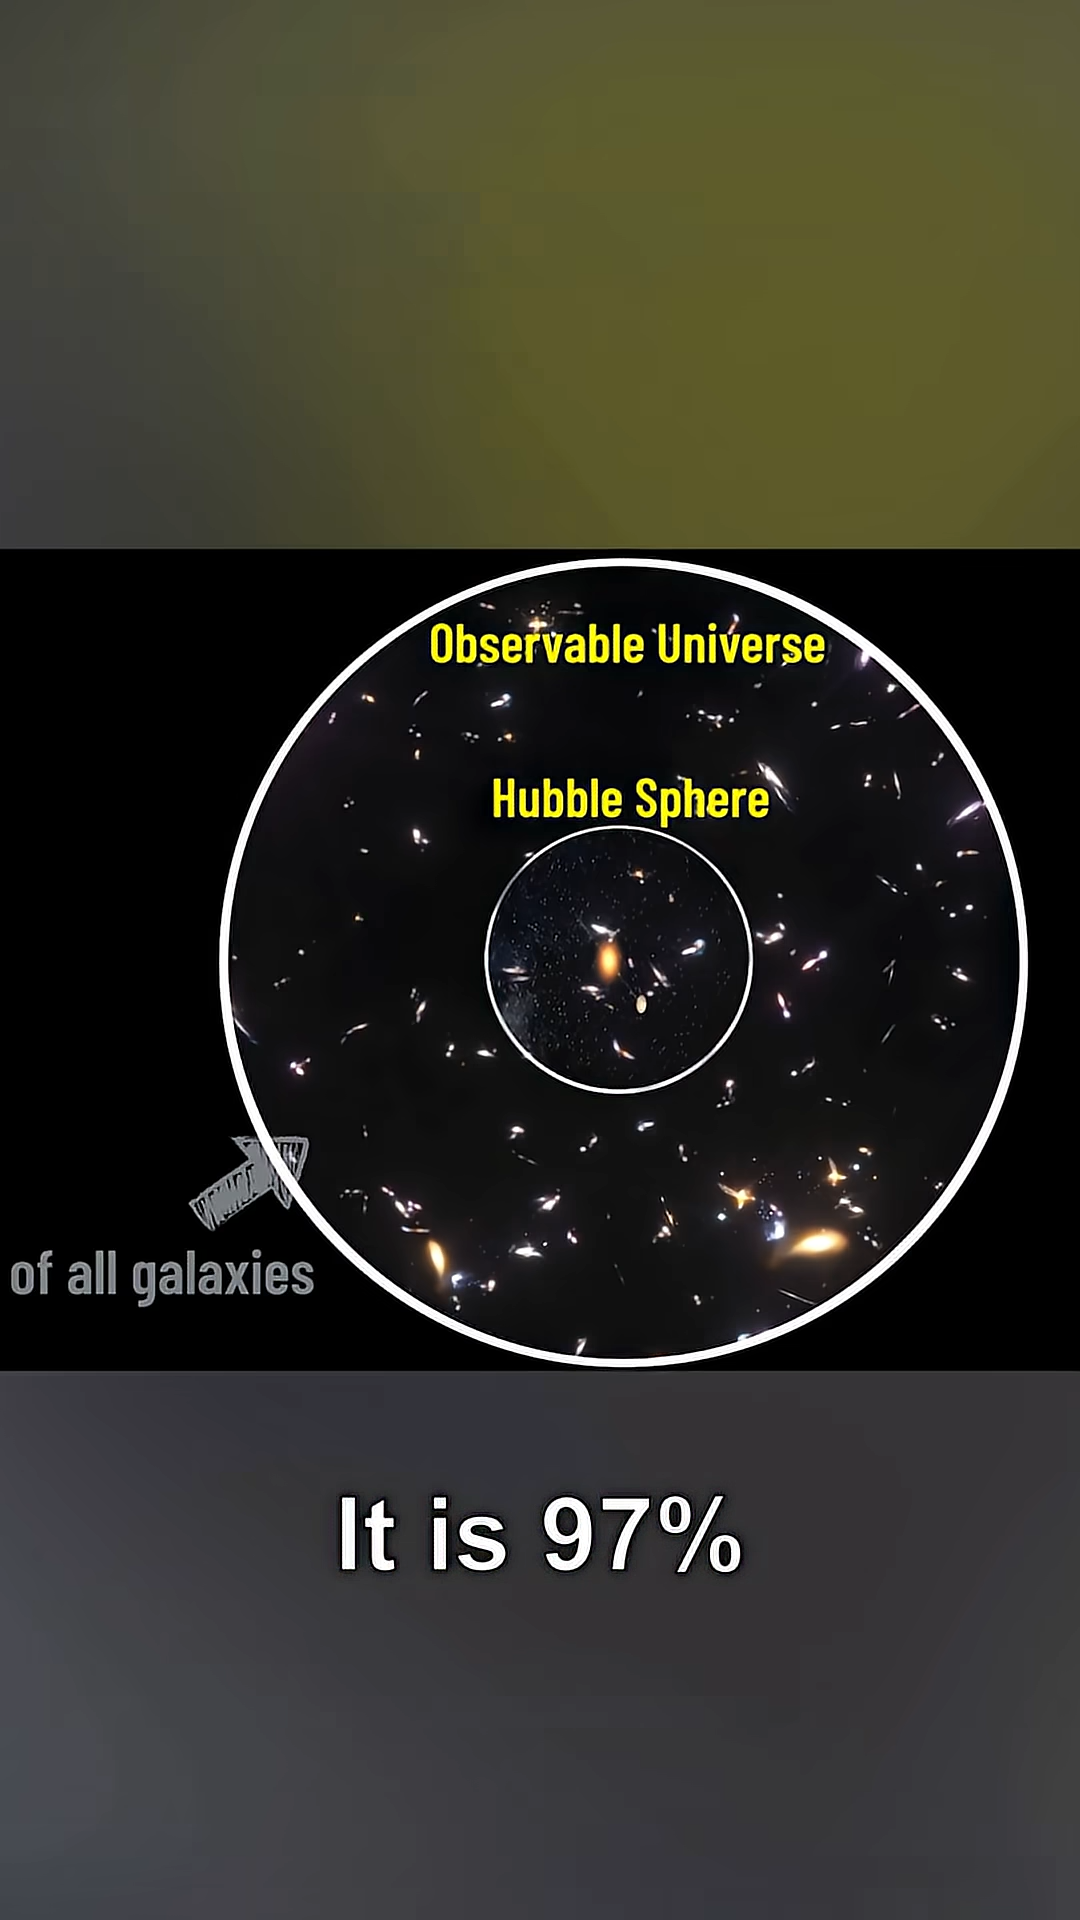 Observable Universe
Hubble Sphere
of all galaxies
It is 97%